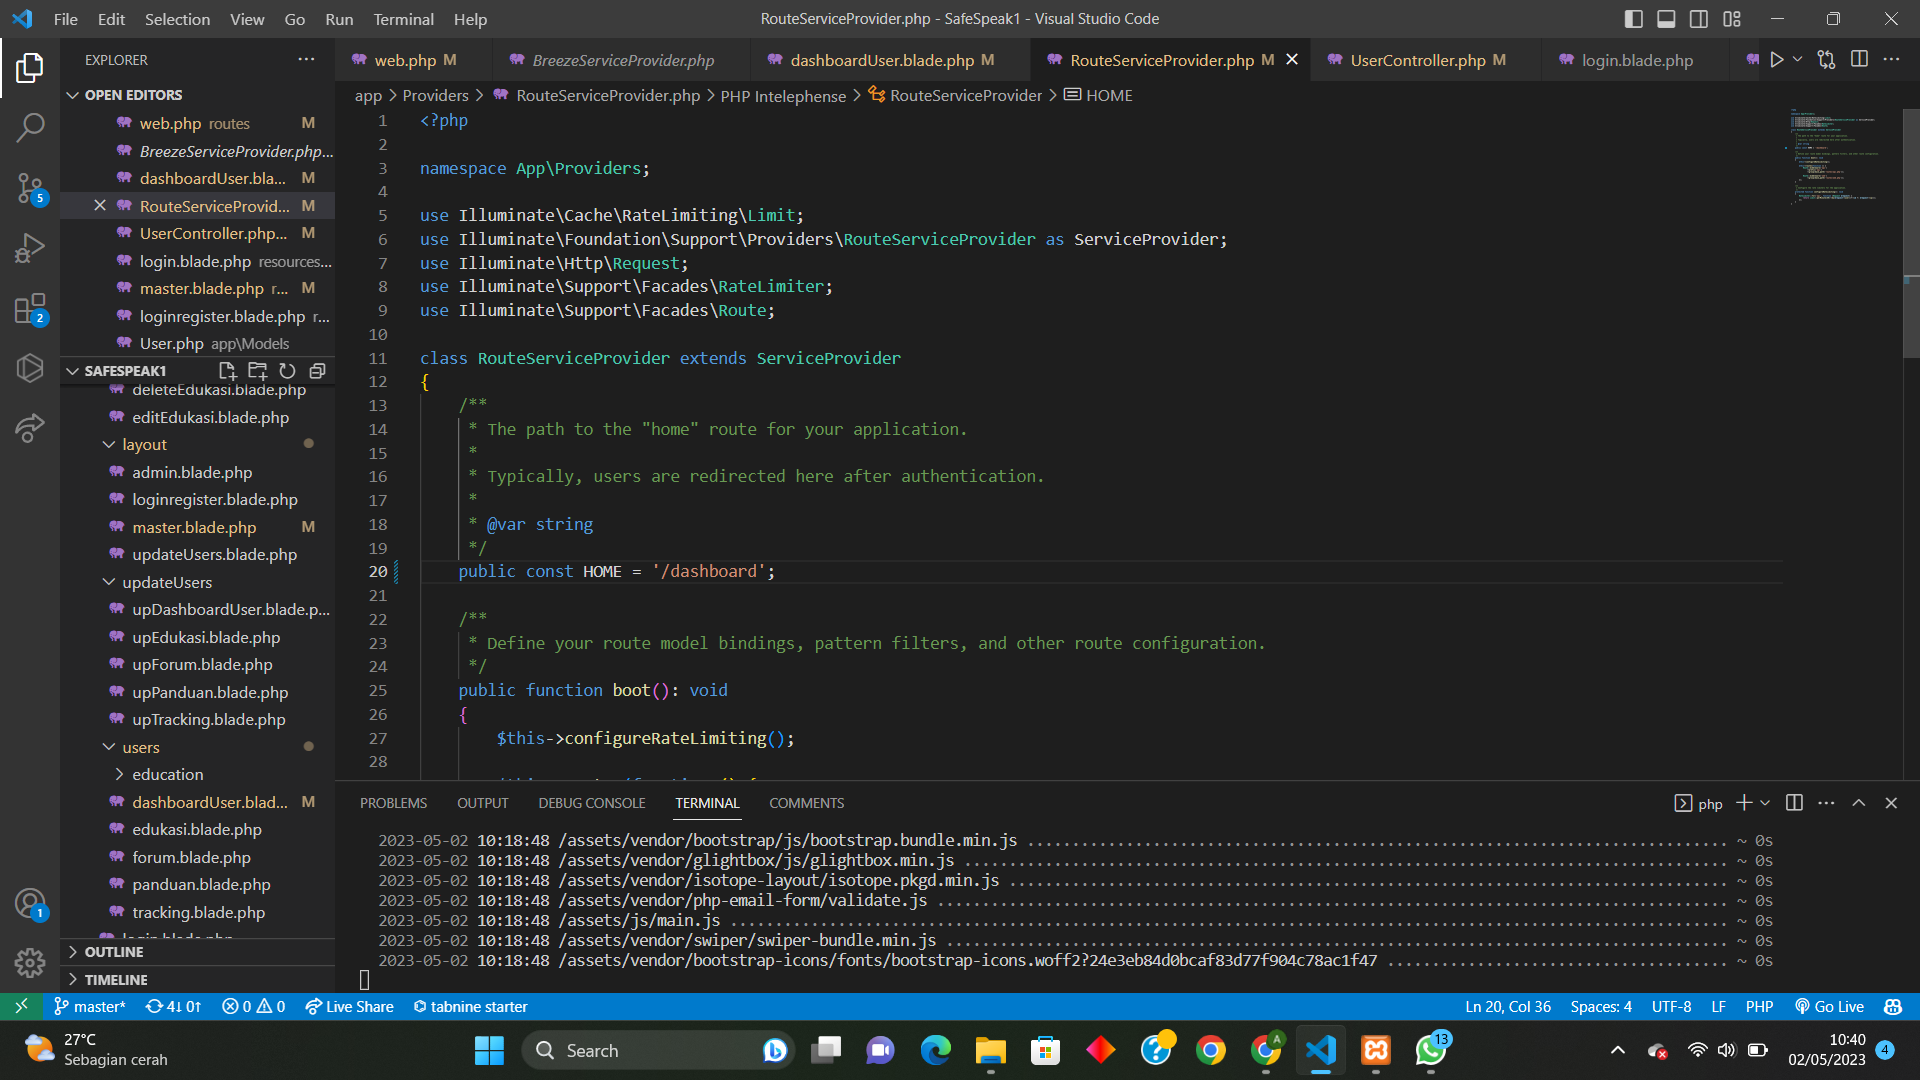 File Edit Selection View Go Run Terminal Help
RouteServiceProvider.php - SafeSpeak1 - Visual Studio Code
EXPLORER
OPEN EDITORS
web.php routes M
BreezeServiceProvider.php...
dashboardUser.bla... M
RouteServiceProvid... M
UserController.php... M
login.blade.php resources...
master.blade.php r... M
loginregister.blade.php r...
User.php app\Models
SAFESPEAK1
deleteEdukasi.blade.php
editEdukasi.blade.php
layout
admin.blade.php
loginregister.blade.php
master.blade.php M
updateUsers.blade.php
updateUsers
upDashboardUser.blade.p...
upEdukasi.blade.php
upForum.blade.php
upPanduan.blade.php
upTracking.blade.php
users
education
dashboardUser.blad... M
edukasi.blade.php
forum.blade.php
panduan.blade.php
tracking.blade.php
login.blade.php
OUTLINE
TIMELINE
5
2
1
web.php M
BreezeServiceProvider.php
dashboardUser.blade.php M
RouteServiceProvider.php M
UserController.php M
login.blade.php
app > Providers > RouteServiceProvider.php > PHP Intelephense > RouteServiceProvider > HOME
1 <?php
2
3 namespace App\Providers;
4
5 use Illuminate\Cache\RateLimiting\Limit;
6 use Illuminate\Foundation\Support\Providers\RouteServiceProvider as ServiceProvider;
7 use Illuminate\Http\Request;
8 use Illuminate\Support\Facades\RateLimiter;
9 use Illuminate\Support\Facades\Route;
10
11 class RouteServiceProvider extends ServiceProvider
12 {
13 /**
14 * The path to the "home" route for your application.
15 *
16 * Typically, users are redirected here after authentication.
17 *
18 * @var string
19 */
20 public const HOME = '/dashboard';
21
22 /**
23 * Define your route model bindings, pattern filters, and other route configuration.
24 */
25 public function boot(): void
26 {
27 $this->configureRateLimiting();
28
PROBLEMS OUTPUT DEBUG CONSOLE TERMINAL COMMENTS
php
2023-05-02 10:18:48 /assets/vendor/bootstrap/js/bootstrap.bundle.min.js ~ 0s
2023-05-02 10:18:48 /assets/vendor/glightbox/js/glightbox.min.js ~ 0s
2023-05-02 10:18:48 /assets/vendor/isotope-layout/isotope.pkgd.min.js ~ 0s
2023-05-02 10:18:48 /assets/vendor/php-email-form/validate.js ~ 0s
2023-05-02 10:18:48 /assets/js/main.js ~ 0s
2023-05-02 10:18:48 /assets/vendor/swiper/swiper-bundle.min.js ~ 0s
2023-05-02 10:18:48 /assets/vendor/bootstrap-icons/fonts/bootstrap-icons.woff2?24e3eb84d0bcaf83d77f904c78ac1f47 ~ 0s
master* 4↓ 0↑ 0 0 Live Share tabnine starter
Ln 20, Col 36 Spaces: 4 UTF-8 LF PHP Go Live
27°C
Sebagian cerah
Search
A
13
10:40
02/05/2023
4